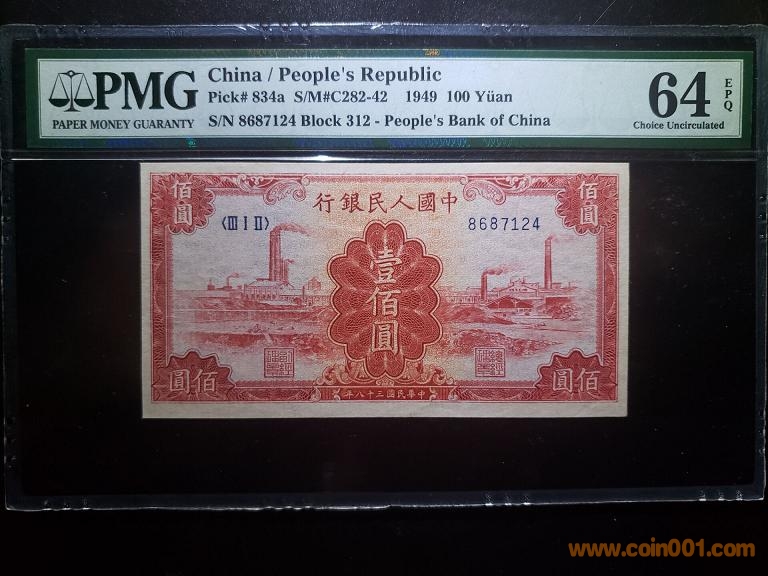 PMG
PAPER MONEY GUARANTY
China / People's Republic
Pick# 834a S/M#C282-42 1949 100 Yüan
S/N 8687124 Block 312 - People's Bank of China
64 EPQ
Choice Uncirculated
佰圓
行銀民人國中
佰圓
〈III I II〉
8687124
壹佰圓
圓佰
圓佰
年八十三國民華中
www.coin001.com